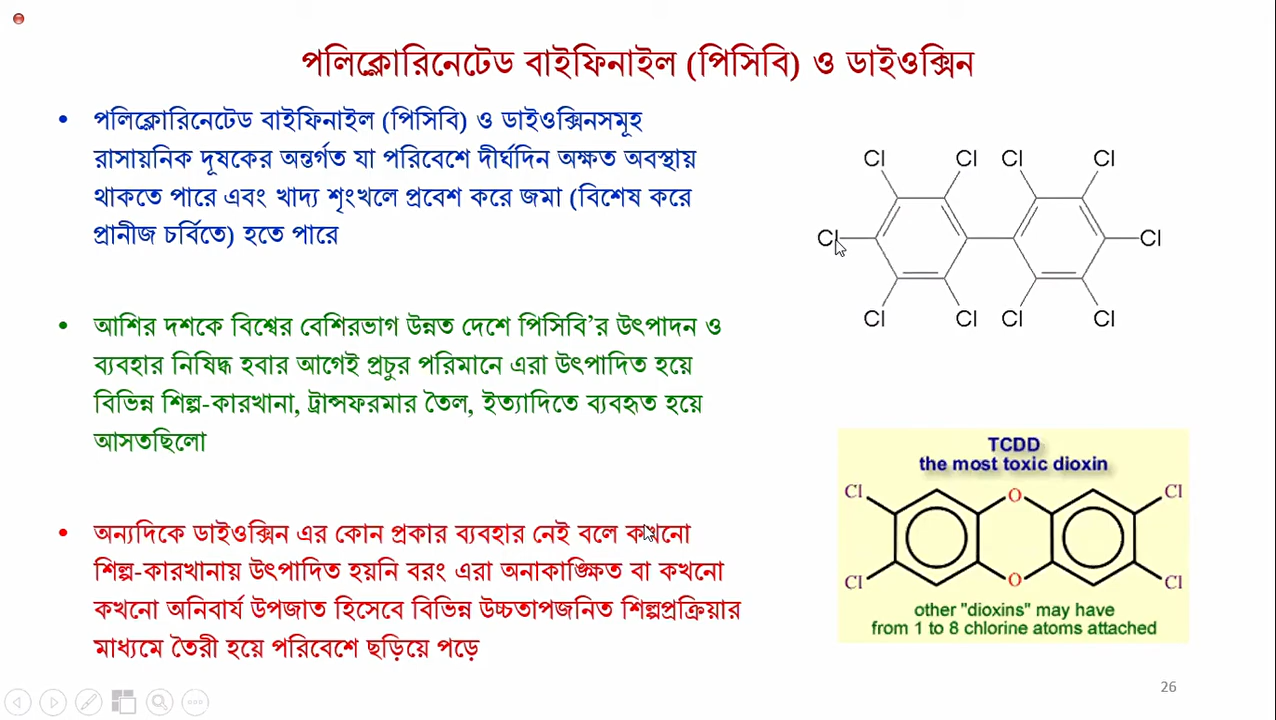 পলিক্লোরিনেটেড বাইফিনাইল (পিসিবি) ও ডাইওক্সিন
• পলিক্লোরিনেটেড বাইফিনাইল (পিসিবি) ও ডাইওক্সিনসমূহ
রাসায়নিক দূষকের অন্তর্গত যা পরিবেশে দীর্ঘদিন অক্ষত অবস্থায়
থাকতে পারে এবং খাদ্য শৃংখলে প্রবেশ করে জমা (বিশেষ করে
প্রানীজ চর্বিতে) হতে পারে
• আশির দশকে বিশ্বের বেশিরভাগ উন্নত দেশে পিসিবি'র উৎপাদন ও
ব্যবহার নিষিদ্ধ হবার আগেই প্রচুর পরিমানে এরা উৎপাদিত হয়ে
বিভিন্ন শিল্প-কারখানা, ট্রান্সফরমার তৈল, ইত্যাদিতে ব্যবহৃত হয়ে
আসতছিলো
• অন্যদিকে ডাইওক্সিন এর কোন প্রকার ব্যবহার নেই বলে কখনো
শিল্প-কারখানায় উৎপাদিত হয়নি বরং এরা অনাকাঙ্ক্ষিত বা কখনো
কখনো অনিবার্য উপজাত হিসেবে বিভিন্ন উচ্চতাপজনিত শিল্পপ্রক্রিয়ার
মাধ্যমে তৈরী হয়ে পরিবেশে ছড়িয়ে পড়ে
Cl Cl Cl Cl
Cl Cl
Cl Cl Cl Cl
TCDD
the most toxic dioxin
Cl O Cl
Cl O Cl
other "dioxins" may have
from 1 to 8 chlorine atoms attached
26